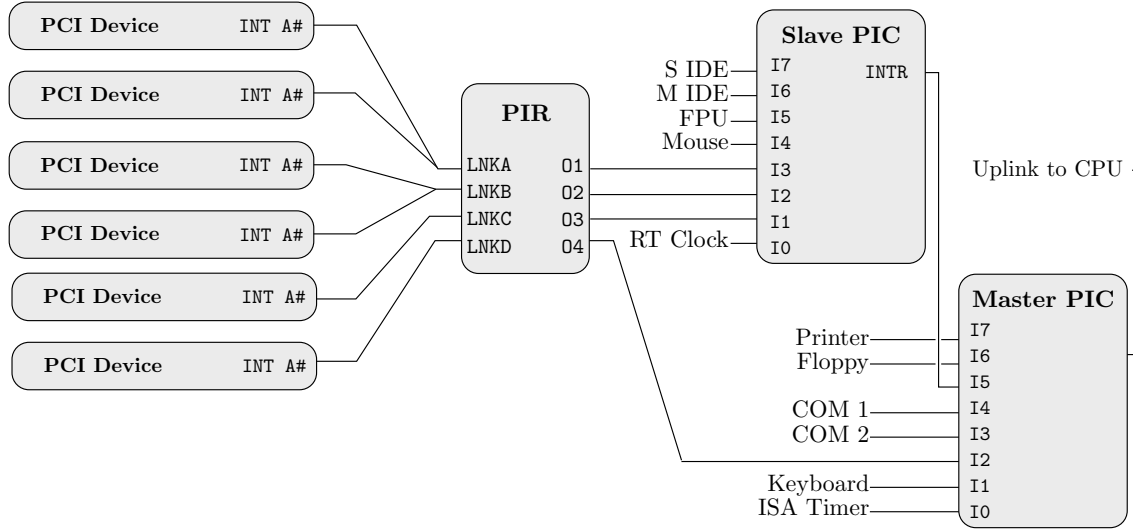 PCI Device INT A#
PCI Device INT A#
PCI Device INT A#
PCI Device INT A#
PCI Device INT A#
PCI Device INT A#
PIR
LNKA O1
LNKB O2
LNKC O3
LNKD O4
Slave PIC
S IDE I7 INTR
M IDE I6
FPU I5
Mouse I4
I3
I2
I1
RT Clock I0
Uplink to CPU
Master PIC
I7
Printer I6
Floppy I5
COM 1 I4
COM 2 I3
I2
Keyboard I1
ISA Timer I0